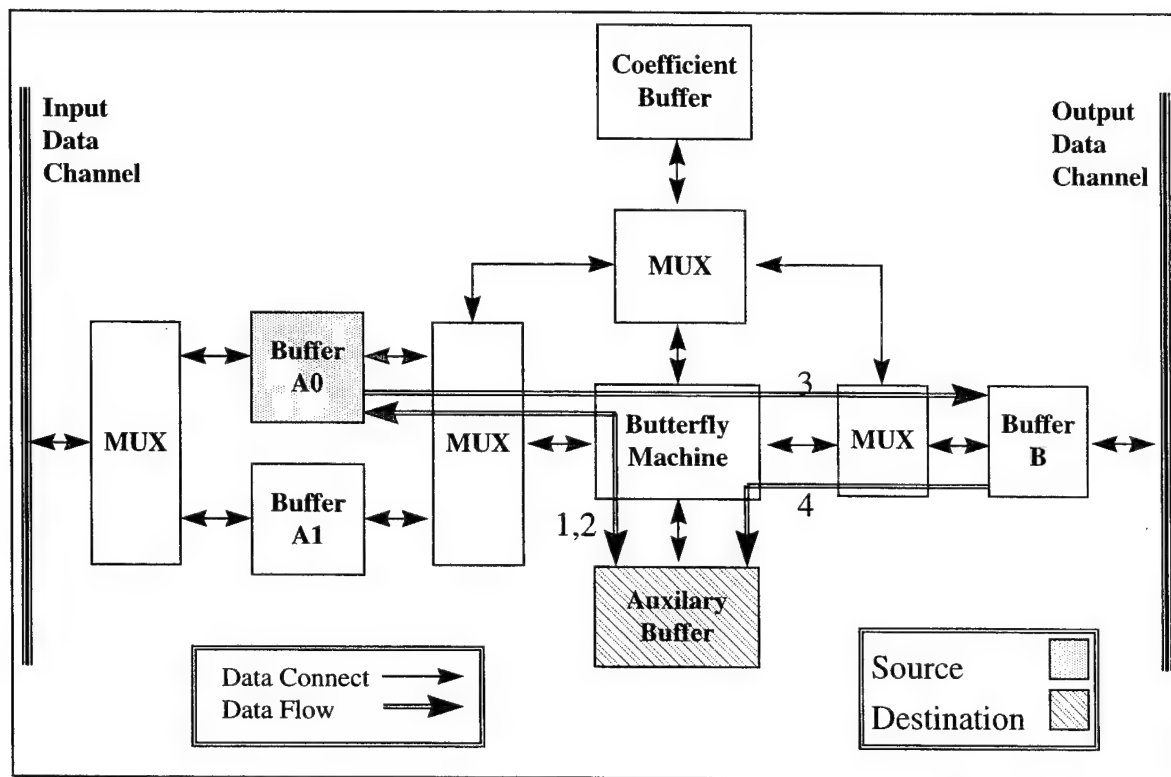 Coefficient
Buffer
Input
Data
Channel
Output
Data
Channel
MUX
Buffer
A0
3
MUX
MUX
Butterfly
Machine
MUX
Buffer
B
Buffer
A1
1,2
4
Auxilary
Buffer
Data Connect
Data Flow
Source
Destination